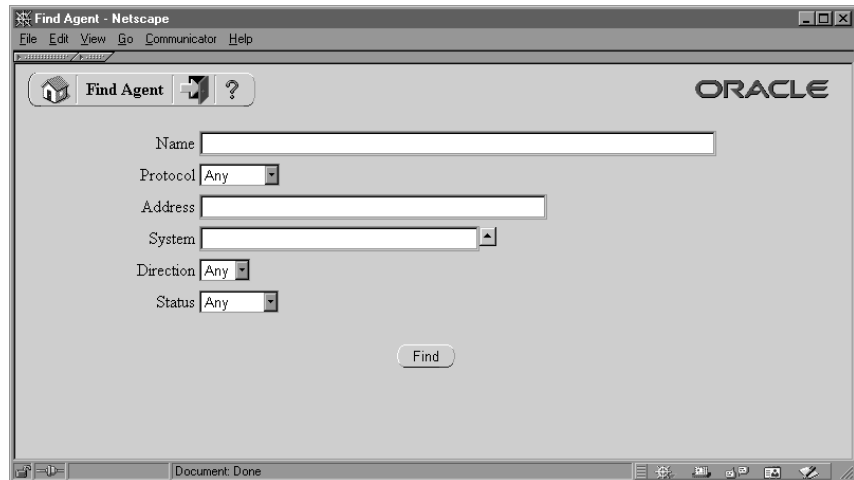 Find Agent - Netscape
File Edit View Go Communicator Help
Find Agent ?
ORACLE
Name
Protocol Any
Address
System
Direction Any
Status Any
Find
Document: Done